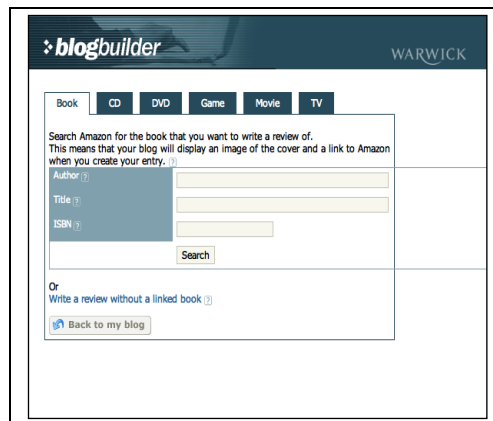 blogbuilder
WARWICK
Book CD DVD Game Movie TV
Search Amazon for the book that you want to write a review of.
This means that your blog will display an image of the cover and a link to Amazon
when you create your entry. [?]
Author [?]
Title [?]
ISBN [?]
Search
Or
Write a review without a linked book [?]
Back to my blog